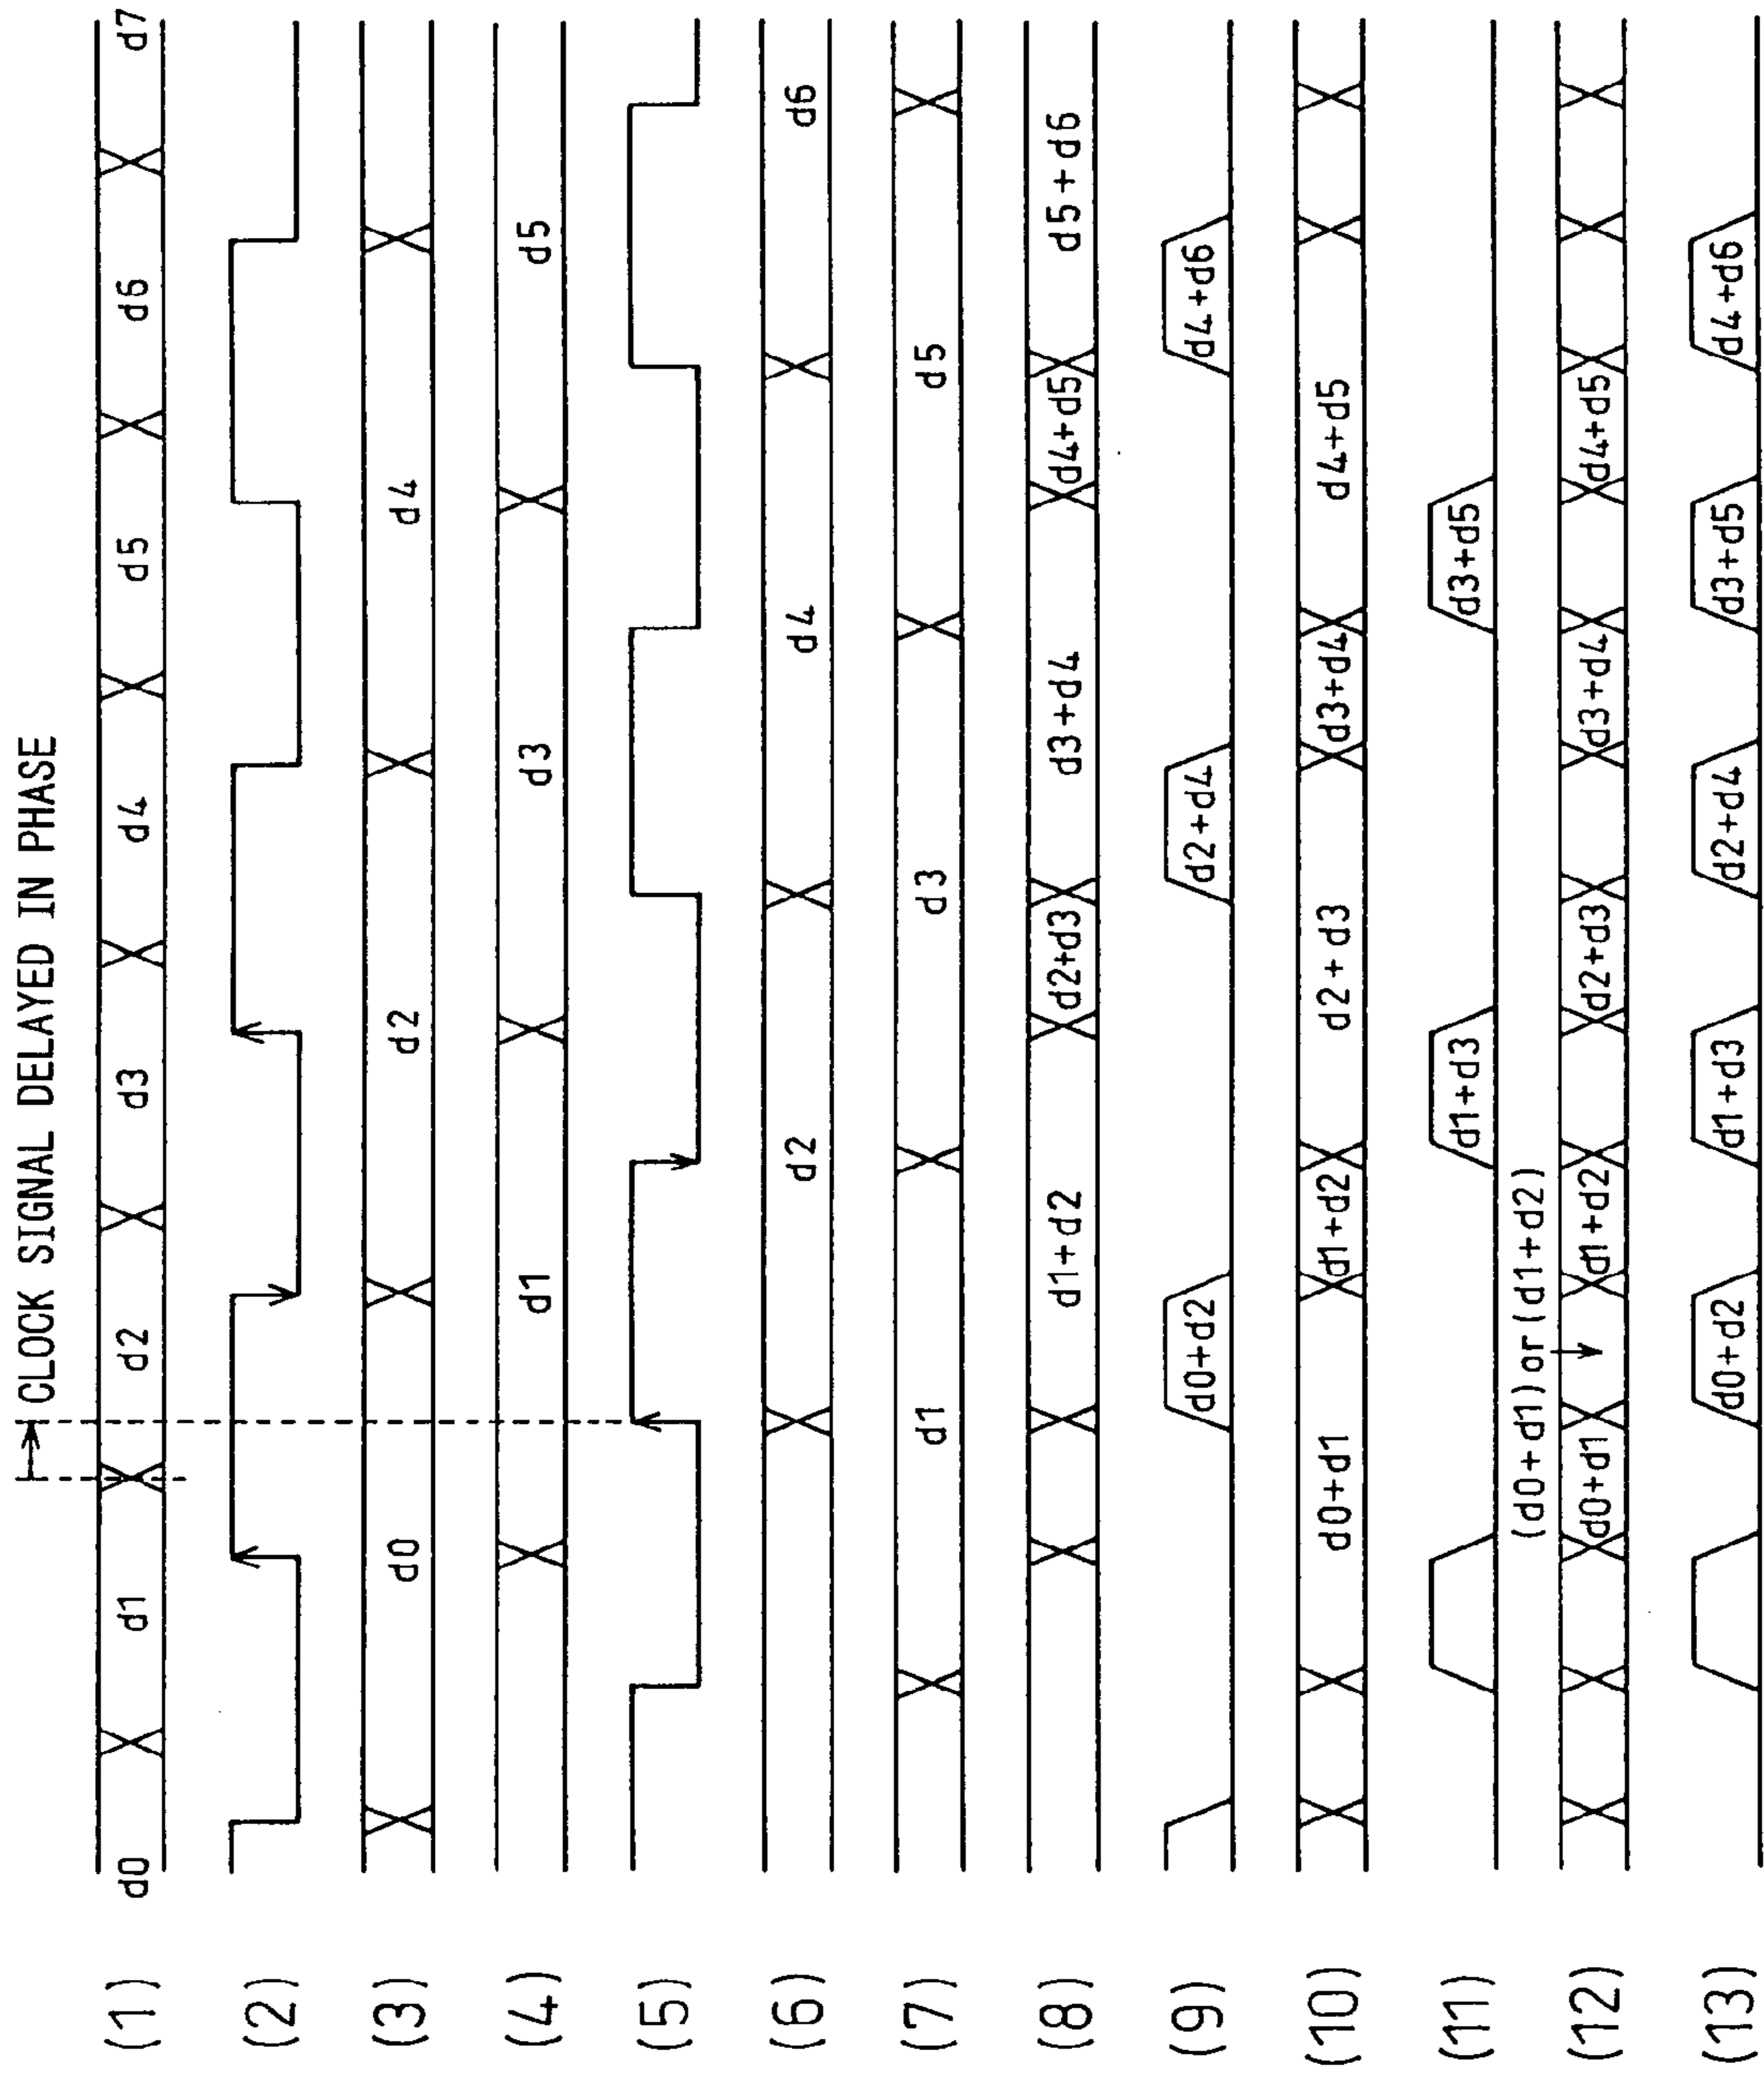 CLOCK SIGNAL DELAYED IN PHASE
(1) d0 d1 d2 d3 d4 d5 d6 d7
(2)
(3) d0 d2 d4
(4) d1 d3 d5
(5)
(6) d2 d4 d6
(7) d1 d3 d5
(8) d1+d2 d2+d3 d3+d4 d4+d5 d5+d6
(9) d0+d2 d2+d4 d4+d6
(10) d0+d1 d1+d2 d2+d3 d3+d4 d4+d5
(11) d1+d3 d3+d5
(d0+d1) or (d1+d2)
(12) d0+d1 d1+d2 d2+d3 d3+d4 d4+d5
(13) d0+d2 d1+d3 d2+d4 d3+d5 d4+d6